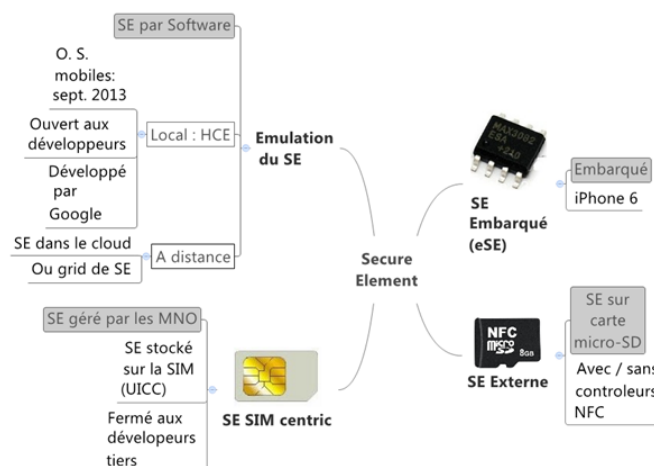 SE par Software
O. S.
mobiles:
sept. 2013
Ouvert aux
développeurs
Développé
par
Google
Local : HCE
Emulation
du SE
SE dans le cloud
Ou grid de SE
A distance
SE géré par les MNO
SE stocké
sur la SIM
(UICC)
Fermé aux
dévelopeurs
tiers
SE SIM centric
Secure
Element
SE
Embarqué
(eSE)
Embarqué
iPhone 6
NFC
micro
SD
8GB
SE Externe
SE sur
carte
micro-SD
Avec / sans
controleurs
NFC